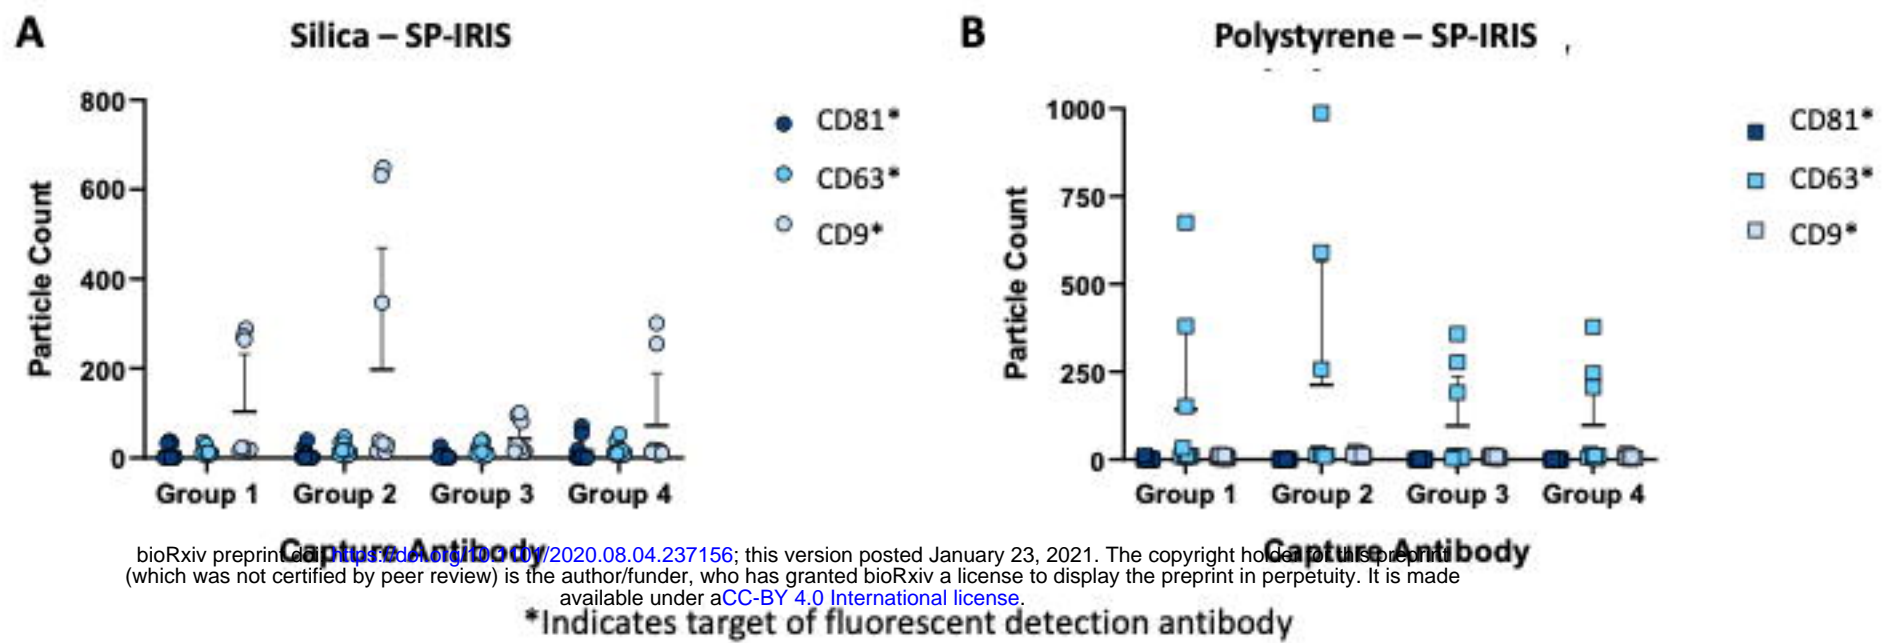 A
Silica – SP-IRIS
800
600
400
200
0
Particle Count
CD81*
CD63*
CD9*
Group 1
Group 2
Group 3
Group 4
Capture Antibody
B
Polystyrene – SP-IRIS
1000
750
500
250
0
Particle Count
CD81*
CD63*
CD9*
Group 1
Group 2
Group 3
Group 4
Capture Antibody
bioRxiv preprint doi: https://doi.org/10.1101/2020.08.04.237156; this version posted January 23, 2021. The copyright holder for this preprint
(which was not certified by peer review) is the author/funder, who has granted bioRxiv a license to display the preprint in perpetuity. It is made
available under aCC-BY 4.0 International license.
*Indicates target of fluorescent detection antibody